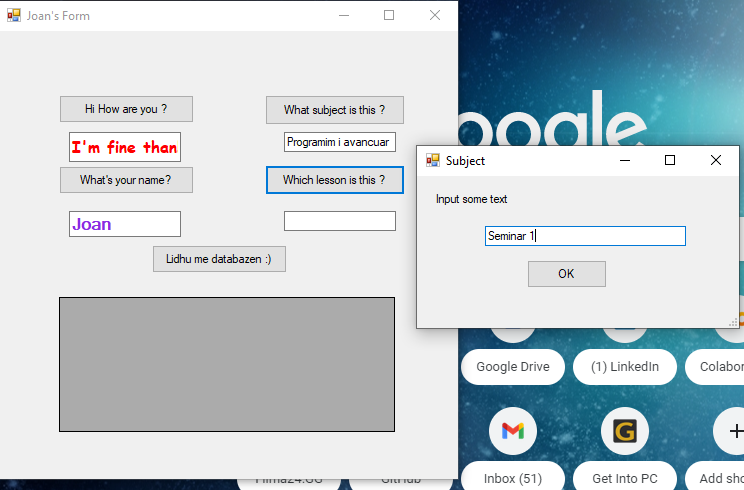 Joan's Form
Hi How are you ?
What subject is this ?
I'm fine than
Programim i avancuar
What's your name?
Which lesson is this ?
Joan
Lidhu me databazen :)
Subject
Input some text
Seminar 1
OK
oogle
Google Drive
(1) LinkedIn
Colabor
Inbox (51)
Get Into PC
Add sho
GitHub